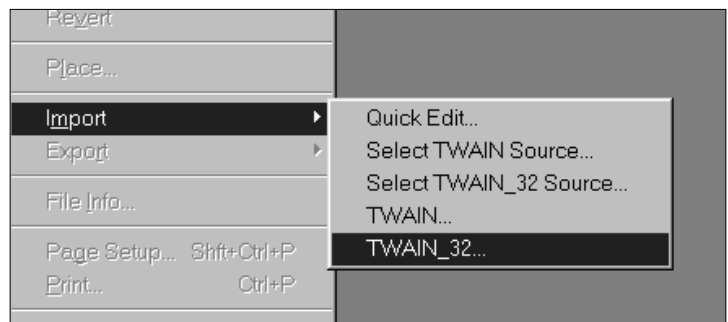 Revert
Place...
Import
Export
File Info...
Page Setup... Shft+Ctrl+P
Print... Ctrl+P
Quick Edit...
Select TWAIN Source...
Select TWAIN_32 Source...
TWAIN...
TWAIN_32...